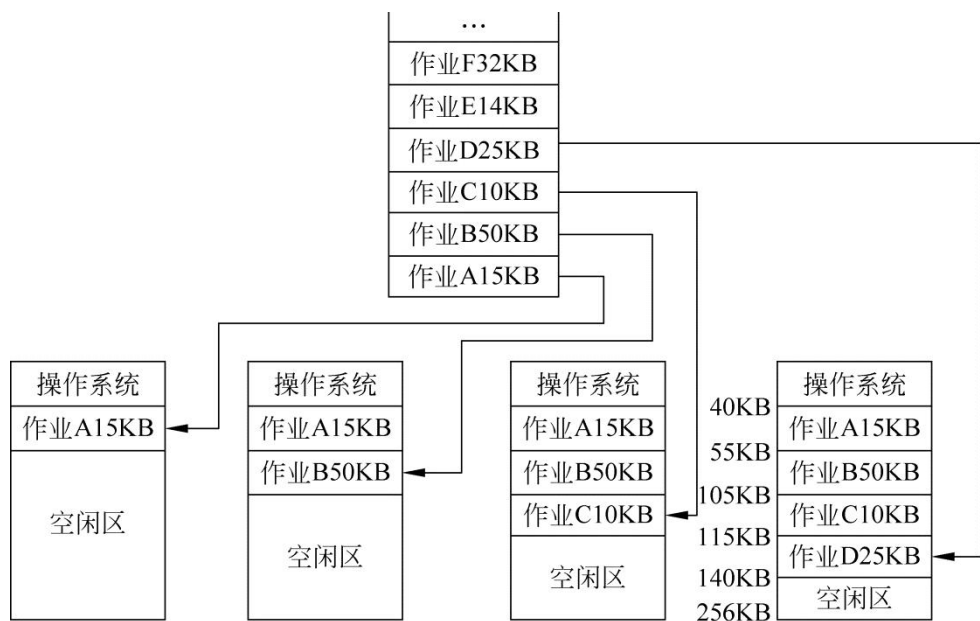 ...
作业F32KB
作业E14KB
作业D25KB
作业C10KB
作业B50KB
作业A15KB
操作系统
作业A15KB
空闲区
操作系统
作业A15KB
作业B50KB
空闲区
操作系统
作业A15KB
作业B50KB
作业C10KB
空闲区
操作系统
40KB
作业A15KB
55KB
作业B50KB
105KB
作业C10KB
115KB
作业D25KB
140KB
空闲区
256KB